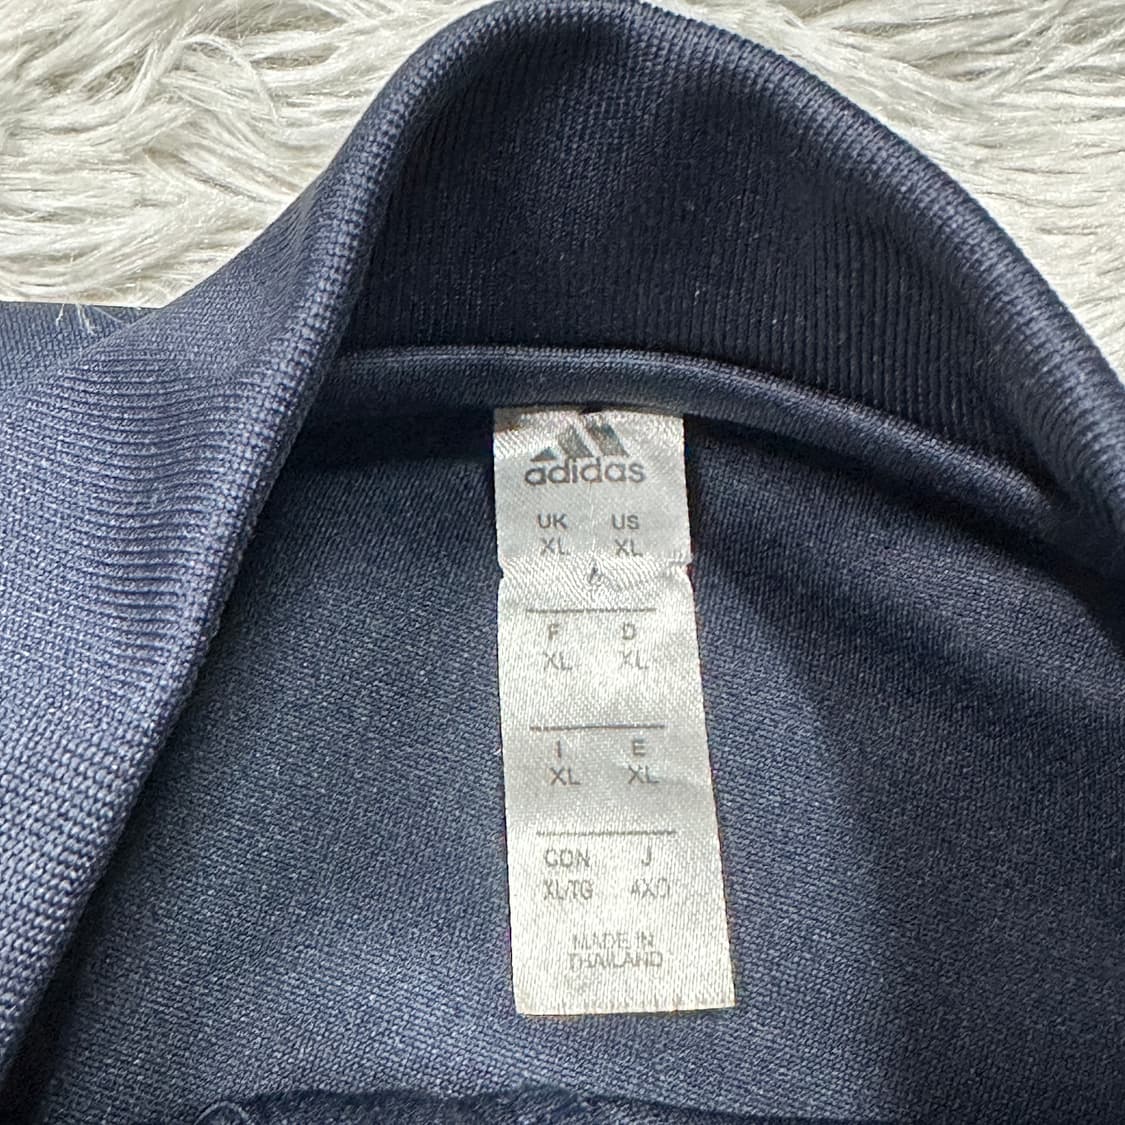 adidas
UK US
XL XL
F D
XL XL
I E
XL XL
CDN J
XL/TG 4XO
MADE IN
THAILAND